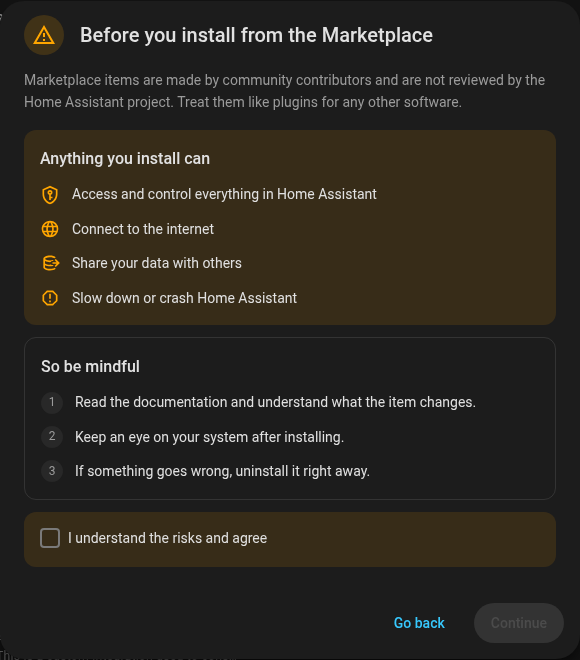 Before you install from the Marketplace
Marketplace items are made by community contributors and are not reviewed by the
Home Assistant project. Treat them like plugins for any other software.
Anything you install can
Access and control everything in Home Assistant
Connect to the internet
Share your data with others
Slow down or crash Home Assistant
So be mindful
1 Read the documentation and understand what the item changes.
2 Keep an eye on your system after installing.
3 If something goes wrong, uninstall it right away.
I understand the risks and agree
Go back
Continue